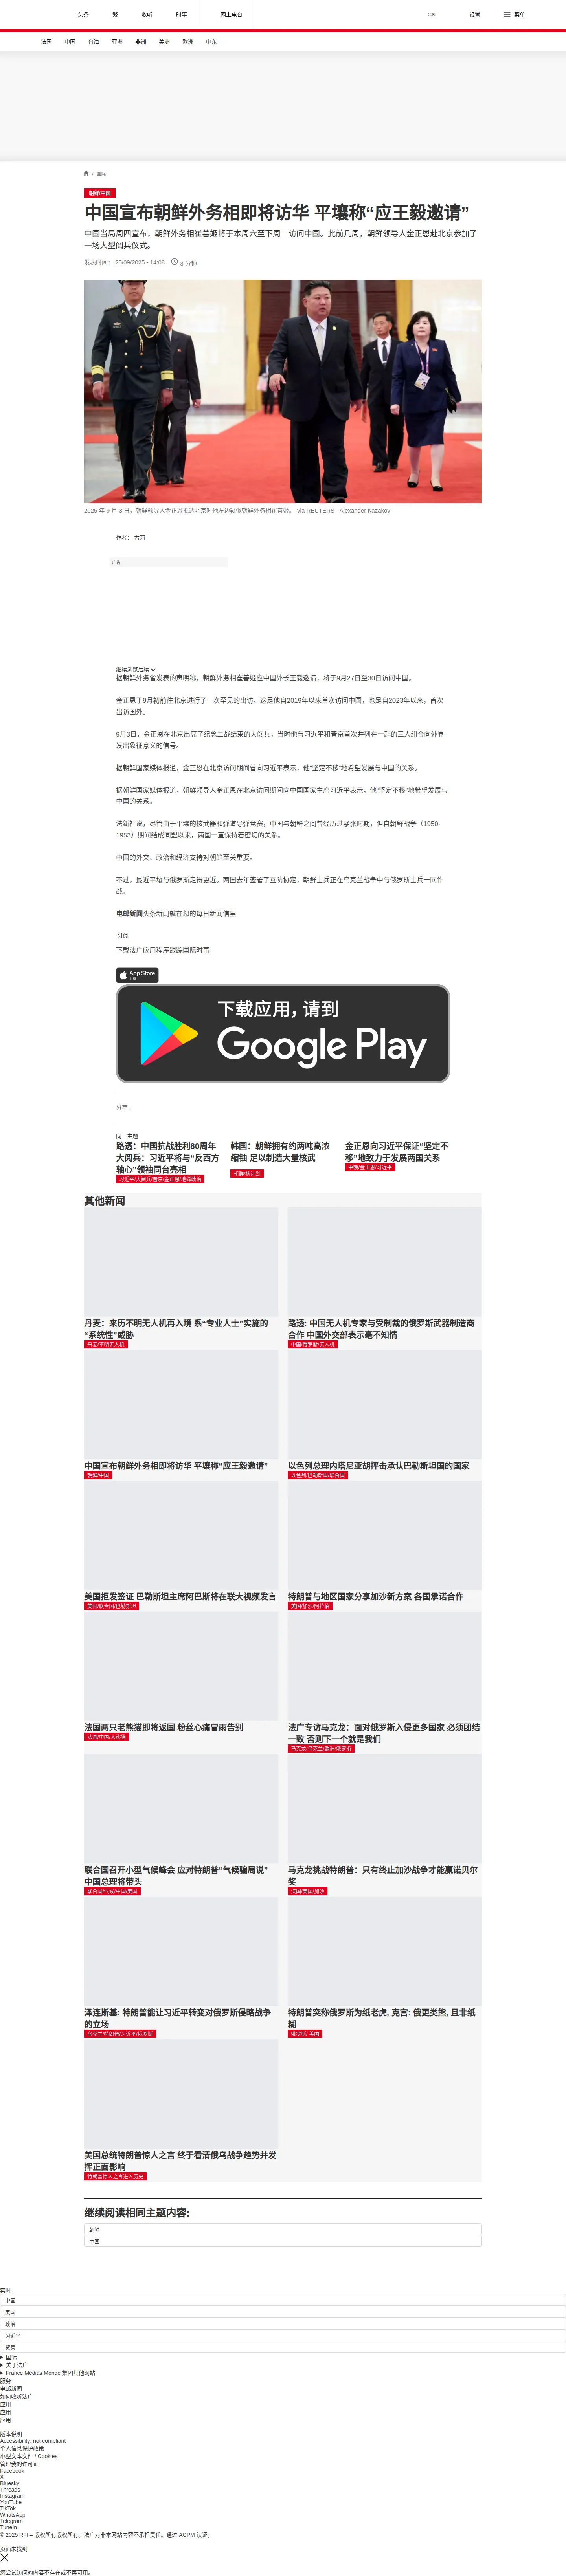 头条
繁
收听
时事
网上电台
CN
设置
菜单
法国
中国
台海
亚洲
非洲
美洲
欧洲
中东
/ 国际
朝鲜/中国
中国宣布朝鲜外务相即将访华 平壤称“应王毅邀请”
中国当局周四宣布，朝鲜外务相崔善姬将于本周六至下周二访问中国。此前几周，朝鲜领导人金正恩赴北京参加了
一场大型阅兵仪式。
发表时间： 25/09/2025 - 14:08
3 分钟
2025 年 9 月 3 日，朝鲜领导人金正恩抵达北京时他左边疑似朝鲜外务相崔善姬。 via REUTERS - Alexander Kazakov
作者： 古莉
广告
继续浏览后续
据朝鲜外务省发表的声明称，朝鲜外务相崔善姬应中国外长王毅邀请，将于9月27日至30日访问中国。
金正恩于9月初前往北京进行了一次罕见的出访。这是他自2019年以来首次访问中国，也是自2023年以来，首次
出访国外。
9月3日，金正恩在北京出席了纪念二战结束的大阅兵，当时他与习近平和普京首次并列在一起的三人组合向外界
发出象征意义的信号。
据朝鲜国家媒体报道，金正恩在北京访问期间曾向习近平表示，他“坚定不移”地希望发展与中国的关系。
据朝鲜国家媒体报道，朝鲜领导人金正恩在北京访问期间向中国国家主席习近平表示，他“坚定不移”地希望发展与
中国的关系。
法新社说，尽管由于平壤的核武器和弹道导弹竞赛，中国与朝鲜之间曾经历过紧张时期，但自朝鲜战争（1950-
1953）期间结成同盟以来，两国一直保持着密切的关系。
中国的外交、政治和经济支持对朝鲜至关重要。
不过，最近平壤与俄罗斯走得更近。两国去年签署了互防协定，朝鲜士兵正在乌克兰战争中与俄罗斯士兵一同作
战。
电邮新闻头条新闻就在您的每日新闻信里
订阅
下载法广应用程序跟踪国际时事
App Store
下载
下载应用，请到
Google Play
分享 :
同一主题
路透：中国抗战胜利80周年
大阅兵：习近平将与“反西方
轴心”领袖同台亮相
习近平/大阅兵/普京/金正恩/地缘政治
韩国：朝鲜拥有约两吨高浓
缩铀 足以制造大量核武
朝鲜/核计划
金正恩向习近平保证“坚定不
移”地致力于发展两国关系
中朝/金正恩/习近平
其他新闻
丹麦：来历不明无人机再入境 系“专业人士”实施的
“系统性”威胁
丹麦/不明无人机
路透: 中国无人机专家与受制裁的俄罗斯武器制造商
合作 中国外交部表示毫不知情
中国/俄罗斯/无人机
中国宣布朝鲜外务相即将访华 平壤称“应王毅邀请”
朝鲜/中国
以色列总理内塔尼亚胡抨击承认巴勒斯坦国的国家
以色列/巴勒斯坦/联合国
美国拒发签证 巴勒斯坦主席阿巴斯将在联大视频发言
美国/联合国/巴勒斯坦
特朗普与地区国家分享加沙新方案 各国承诺合作
美国/加沙/阿拉伯
法国两只老熊猫即将返国 粉丝心痛冒雨告别
法国/中国/大熊猫
法广专访马克龙：面对俄罗斯入侵更多国家 必须团结
一致 否则下一个就是我们
马克龙/乌克兰/欧洲/俄罗斯
联合国召开小型气候峰会 应对特朗普“气候骗局说”
中国总理将带头
联合国/气候/中国/美国
马克龙挑战特朗普：只有终止加沙战争才能赢诺贝尔
奖
法国/美国/加沙
泽连斯基: 特朗普能让习近平转变对俄罗斯侵略战争
的立场
乌克兰/特朗普/习近平/俄罗斯
特朗普突称俄罗斯为纸老虎, 克宫: 俄更类熊, 且非纸
糊
俄罗斯/ 美国
美国总统特朗普惊人之言 终于看清俄乌战争趋势并发
挥正面影响
特朗普惊人之言进入历史
继续阅读相同主题内容:
朝鲜
中国
实时
中国
美国
政治
习近平
贸易
国际
关于法广
France Médias Monde 集团其他网站
服务
电邮新闻
如何收听法广
应用
应用
应用
版本说明
Accessibility: not compliant
个人信息保护政策
小型文本文件 / Cookies
管理我的许可证
Facebook
X
Bluesky
Threads
Instagram
YouTube
TikTok
WhatsApp
Telegram
TuneIn
© 2025 RFI – 版权所有版权所有。法广对非本网站内容不承担责任。通过 ACPM 认证。
页面未找到
您尝试访问的内容不存在或不再可用。